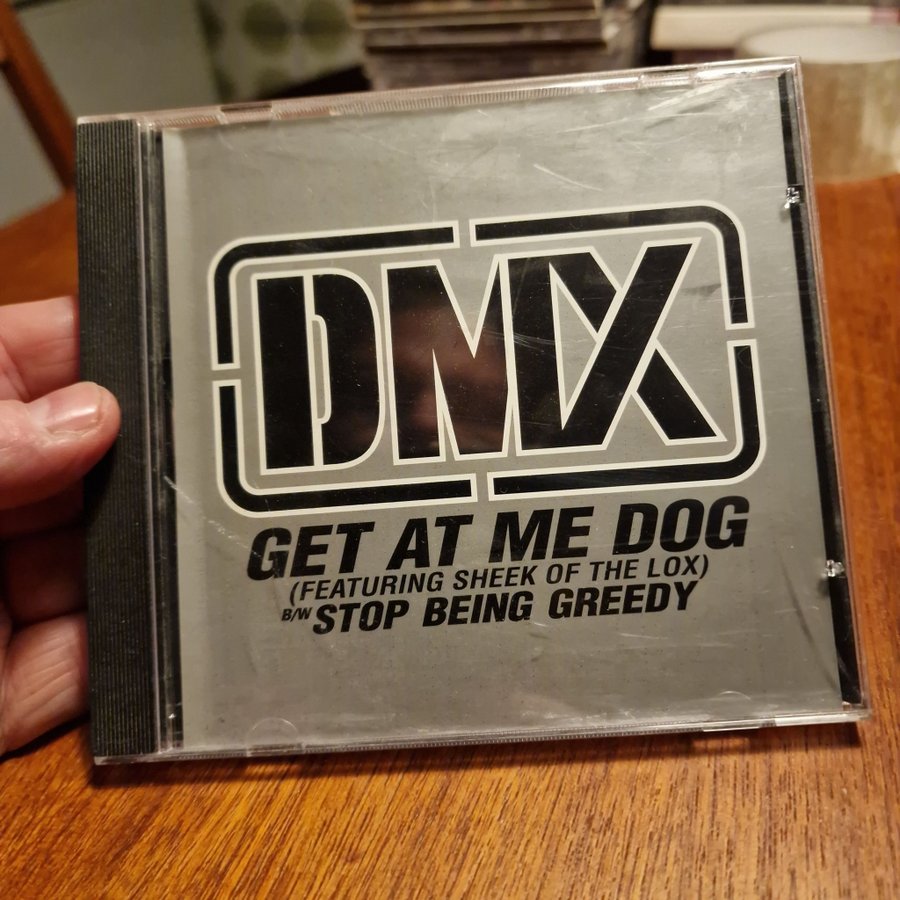 DMX
GET AT ME DOG
(FEATURING SHEEK OF THE LOX)
B/W STOP BEING GREEDY